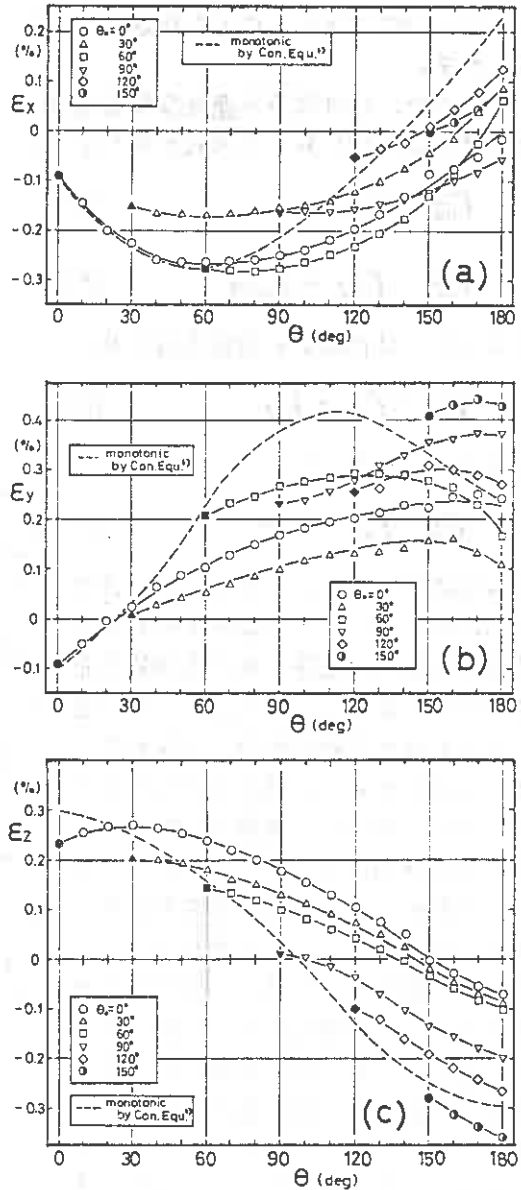 (a)
εx
(%)
0.2
0.1
0
-0.1
-0.2
-0.3
θ₀= 0°
30°
60°
90°
120°
150°
monotonic
by Con. Equ.
0 30 60 90 120 150 180
θ (deg)
(b)
εy
(%)
0.4
0.3
0.2
0.1
0
-0.1
monotonic
by Con. Equ.
θ₀= 0°
30°
60°
90°
120°
150°
0 30 60 90 120 150 180
θ (deg)
(c)
εz
(%)
0.3
0.2
0.1
0
-0.1
-0.2
-0.3
θ₀=0°
30°
60°
90°
120°
150°
monotonic
by Con. Equ.
0 30 60 90 120 150 180
θ (deg)